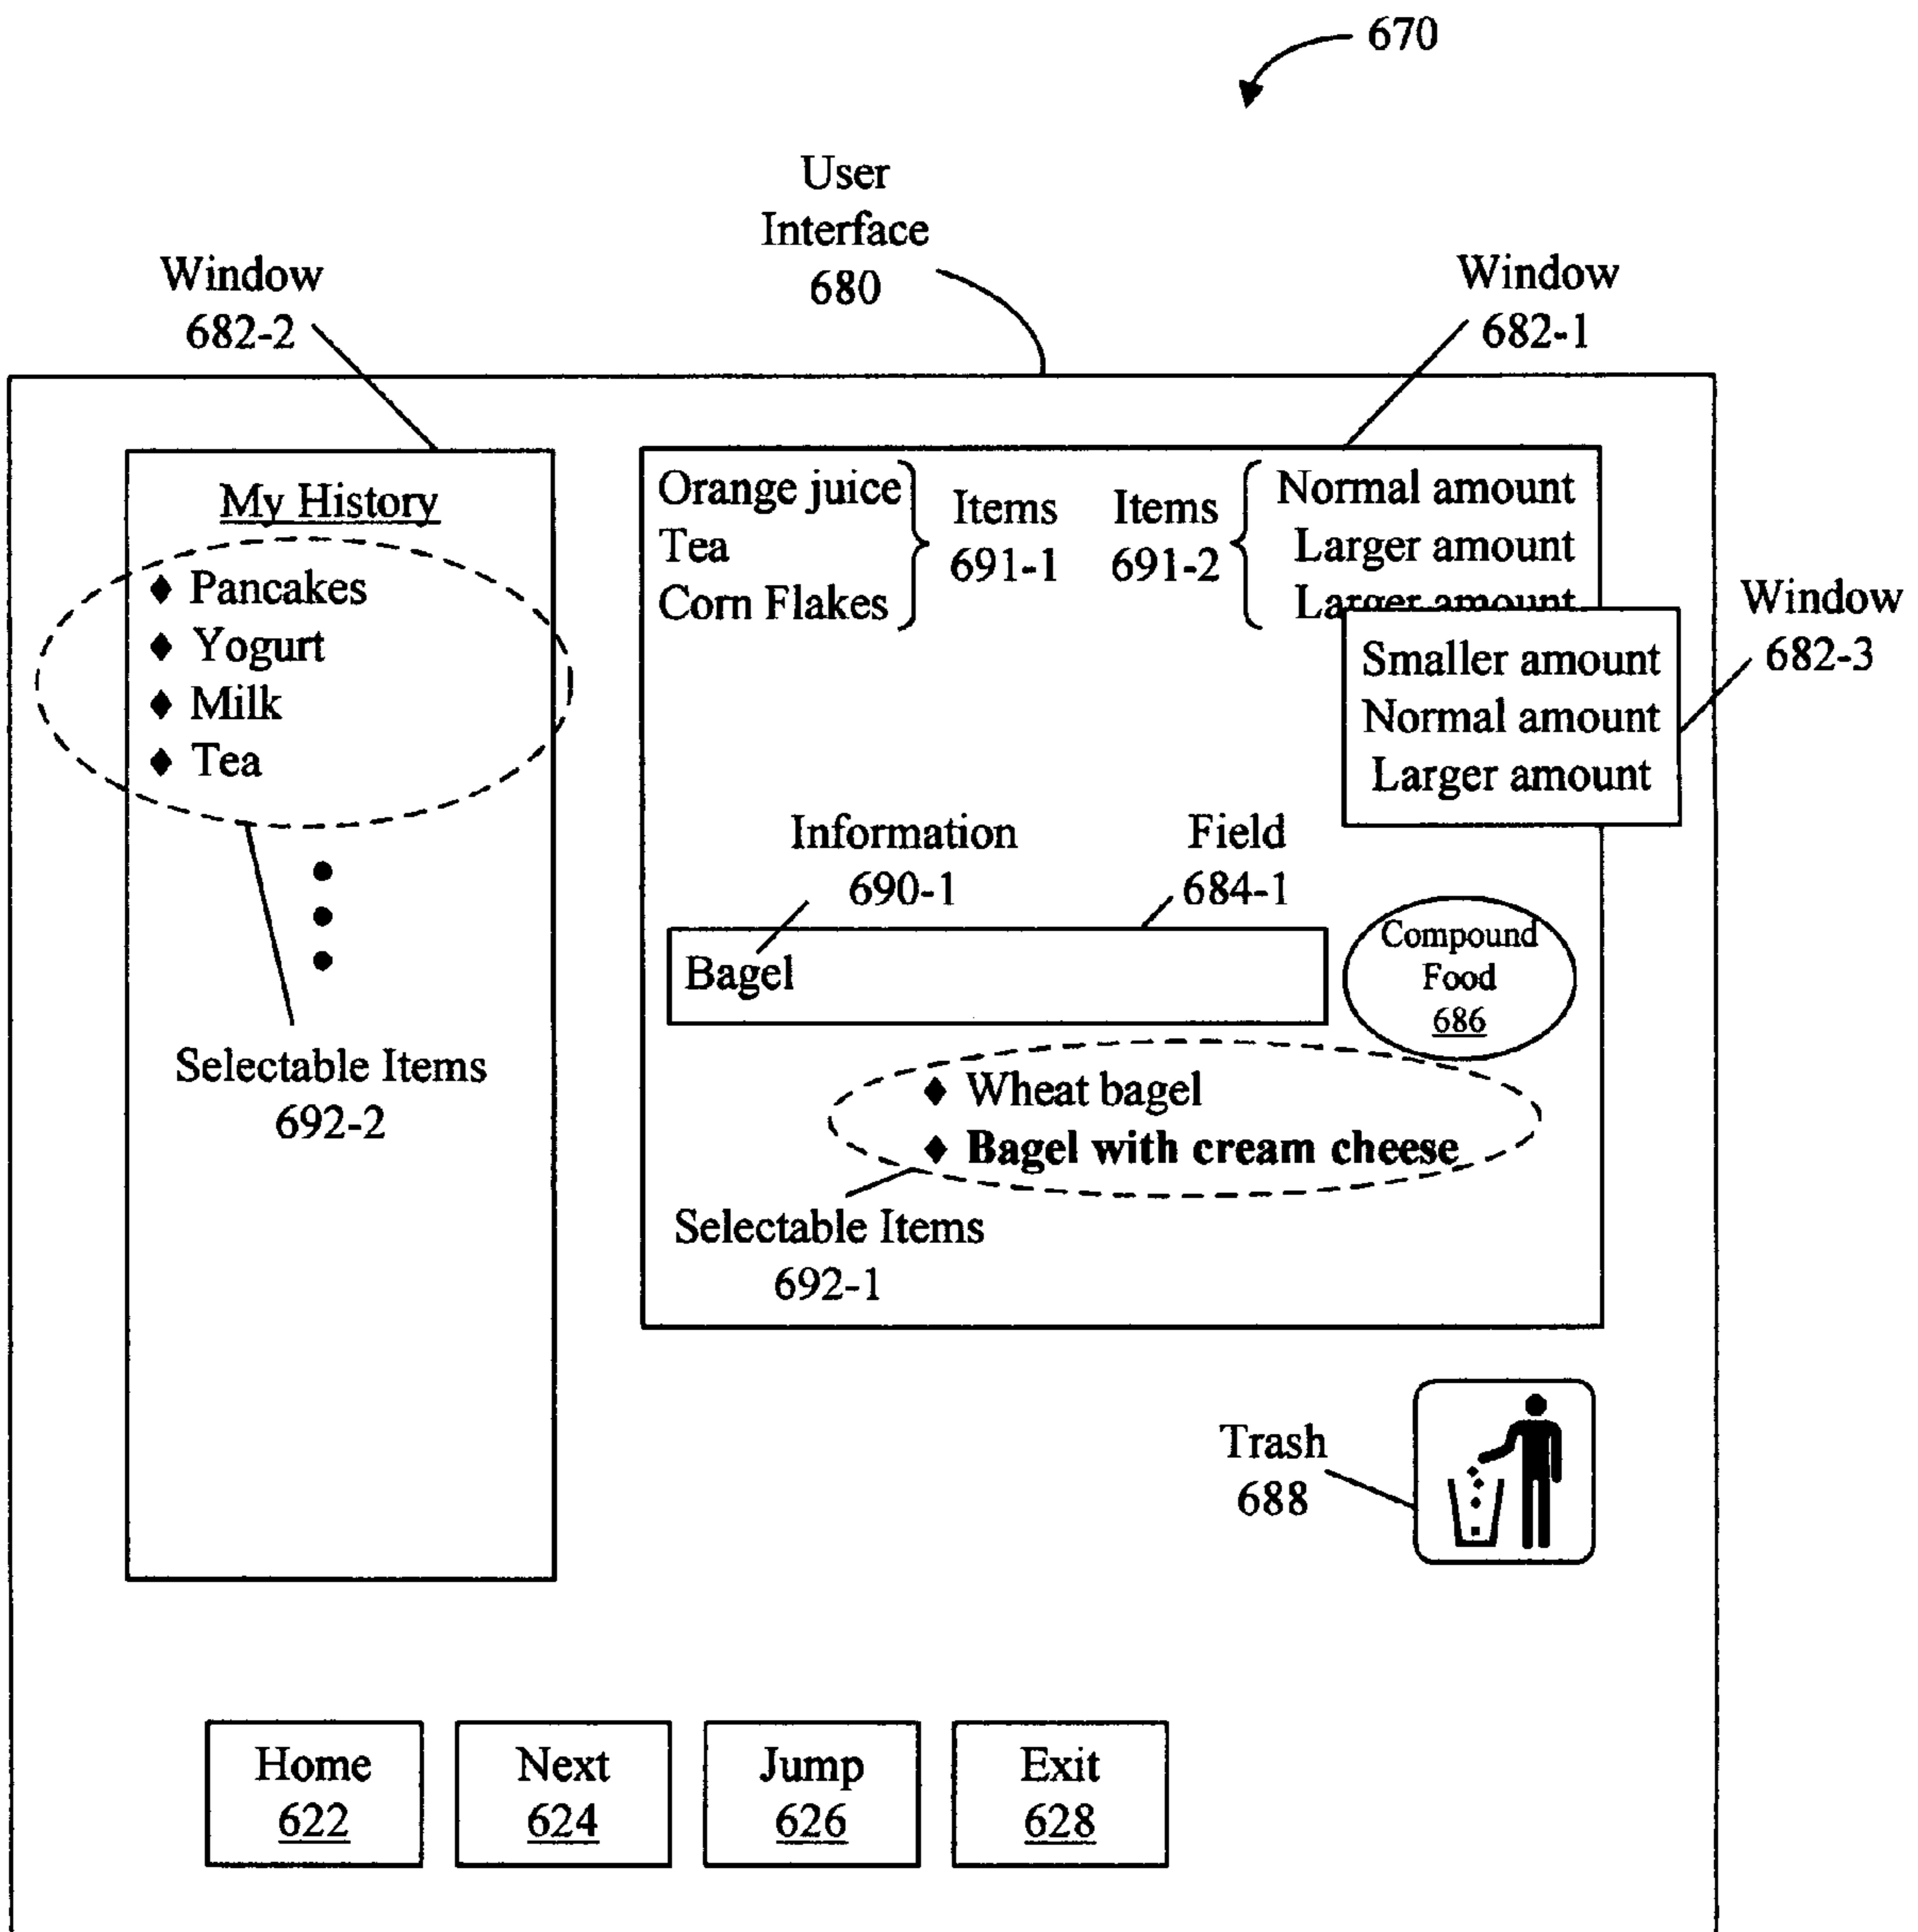 670
User
Interface
680
Window
682-2
Window
682-1
My History
♦ Pancakes
♦ Yogurt
♦ Milk
♦ Tea
Selectable Items
692-2
Orange juice
Tea
Corn Flakes
Items
691-1
Items
691-2
Normal amount
Larger amount
Larger amount
Window
682-3
Smaller amount
Normal amount
Larger amount
Information
690-1
Field
684-1
Bagel
Compound
Food
686
♦ Wheat bagel
♦ Bagel with cream cheese
Selectable Items
692-1
Trash
688
Home
622
Next
624
Jump
626
Exit
628